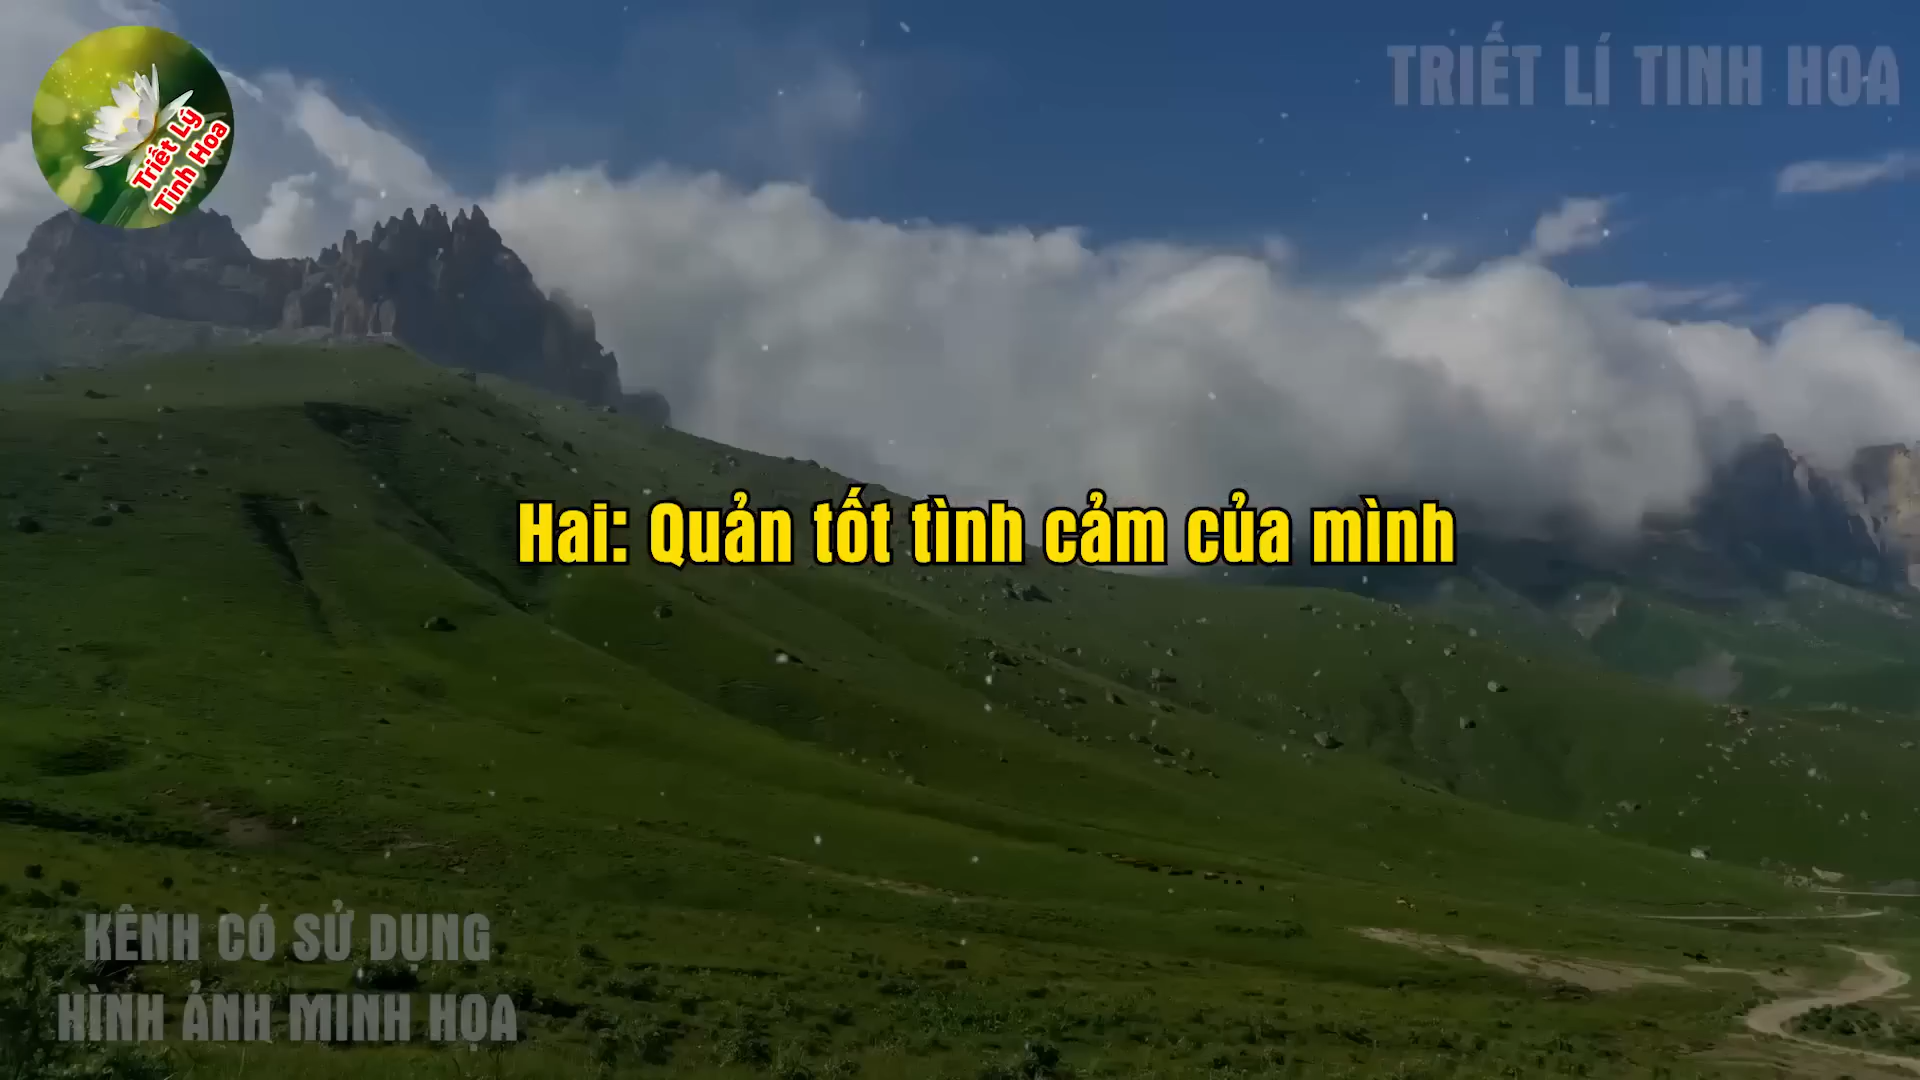 Triết Lý
Tinh Hoa
TRIẾT LÍ TINH HOA
Hai: Quản tốt tình cảm của mình
KÊNH CÓ SỬ DUNG
HÌNH ẢNH MINH HỌA